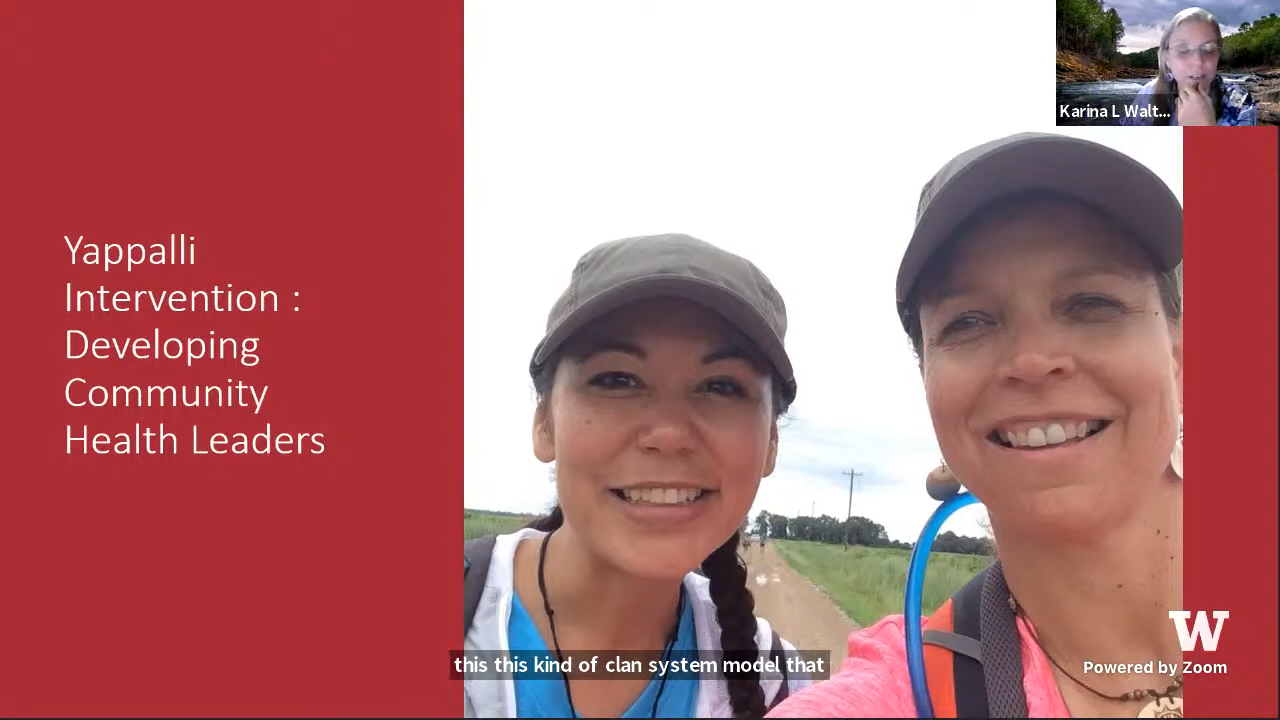 Karina L Walt...
Yappalli
Intervention :
Developing
Community
Health Leaders
this this kind of clan system model that
W
Powered by Zoom